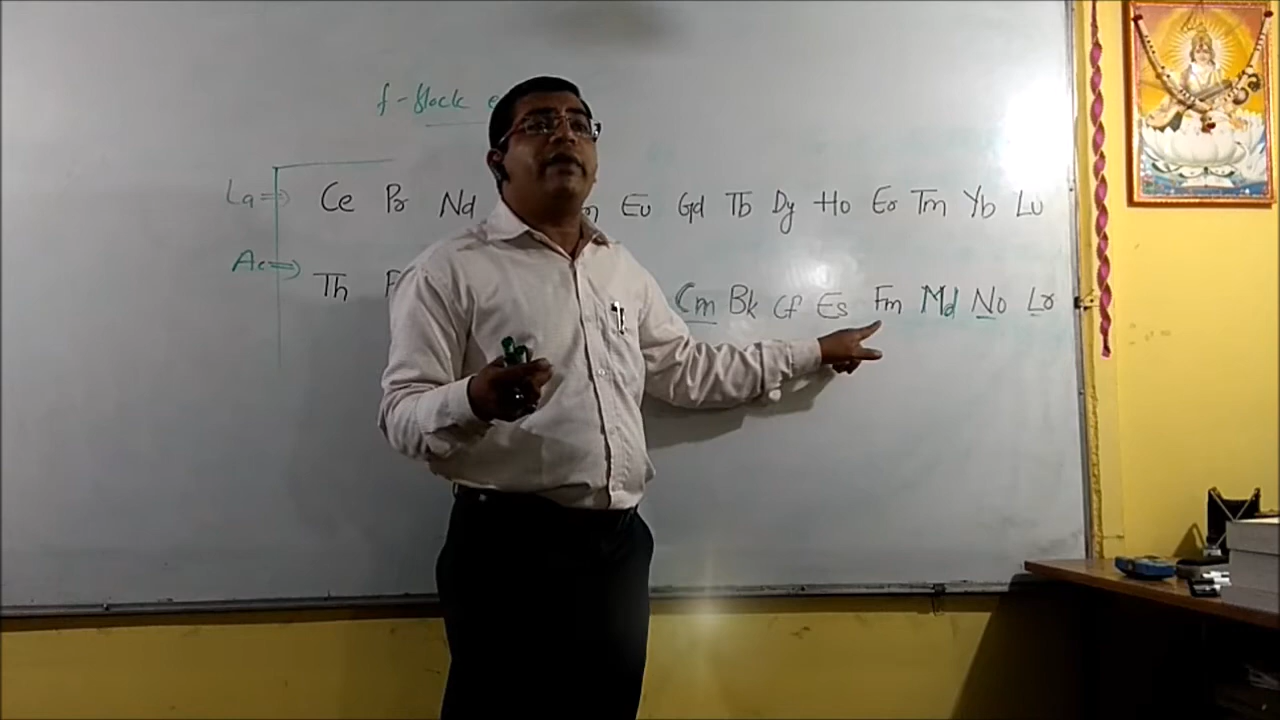 f-block
La⇒ Ce Pr Nd Eu Gd Tb Dy Ho Er Tm Yb Lu
Ac⇒ Th Cm Bk Cf Es Fm Md No Lr